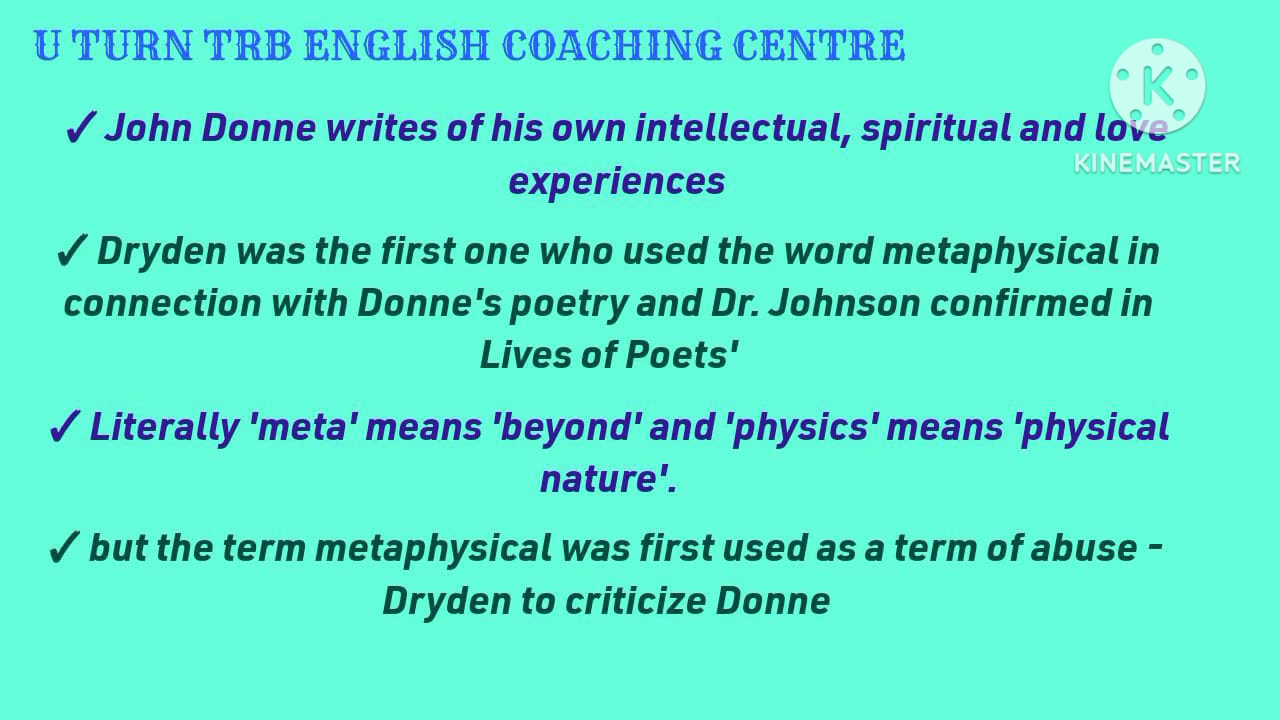 U TURN TRB ENGLISH COACHING CENTRE
K
KINEMASTER
✓John Donne writes of his own intellectual, spiritual and love
experiences
✓Dryden was the first one who used the word metaphysical in
connection with Donne's poetry and Dr. Johnson confirmed in
Lives of Poets'
✓Literally 'meta' means 'beyond' and 'physics' means 'physical
nature'.
✓but the term metaphysical was first used as a term of abuse -
Dryden to criticize Donne